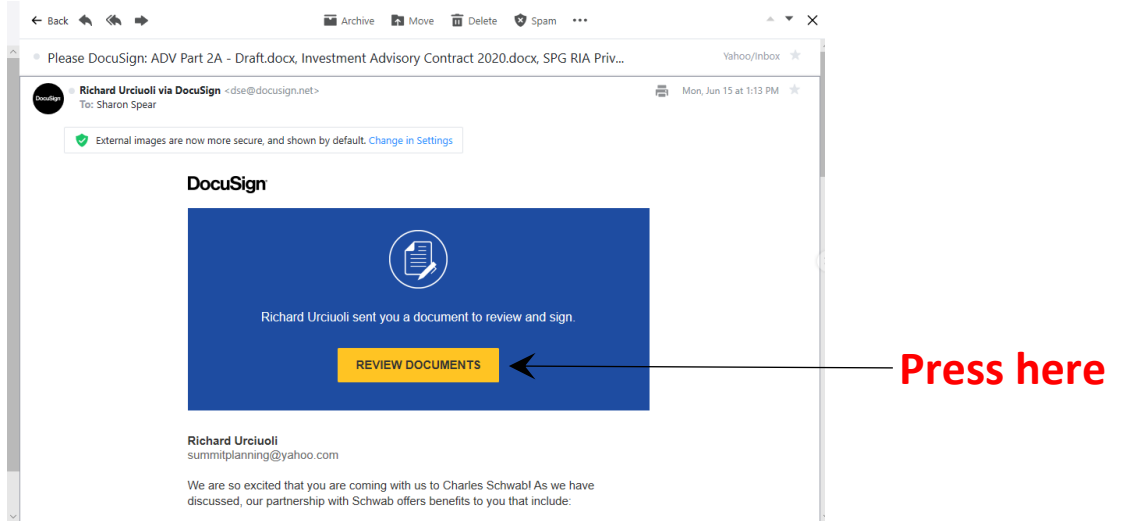 Back
Archive Move Delete Spam
Please DocuSign: ADV Part 2A - Draft.docx, Investment Advisory Contract 2020.docx, SPG RIA Priv... Yahoo/Inbox
DocuSign
Richard Urciuoli via DocuSign <dse@docusign.net> Mon, Jun 15 at 1:13 PM
To: Sharon Spear
External images are now more secure, and shown by default. Change in Settings
DocuSign
Richard Urciuoli sent you a document to review and sign.
REVIEW DOCUMENTS
Press here
Richard Urciuoli
summitplanning@yahoo.com
We are so excited that you are coming with us to Charles Schwab! As we have
discussed, our partnership with Schwab offers benefits to you that include: